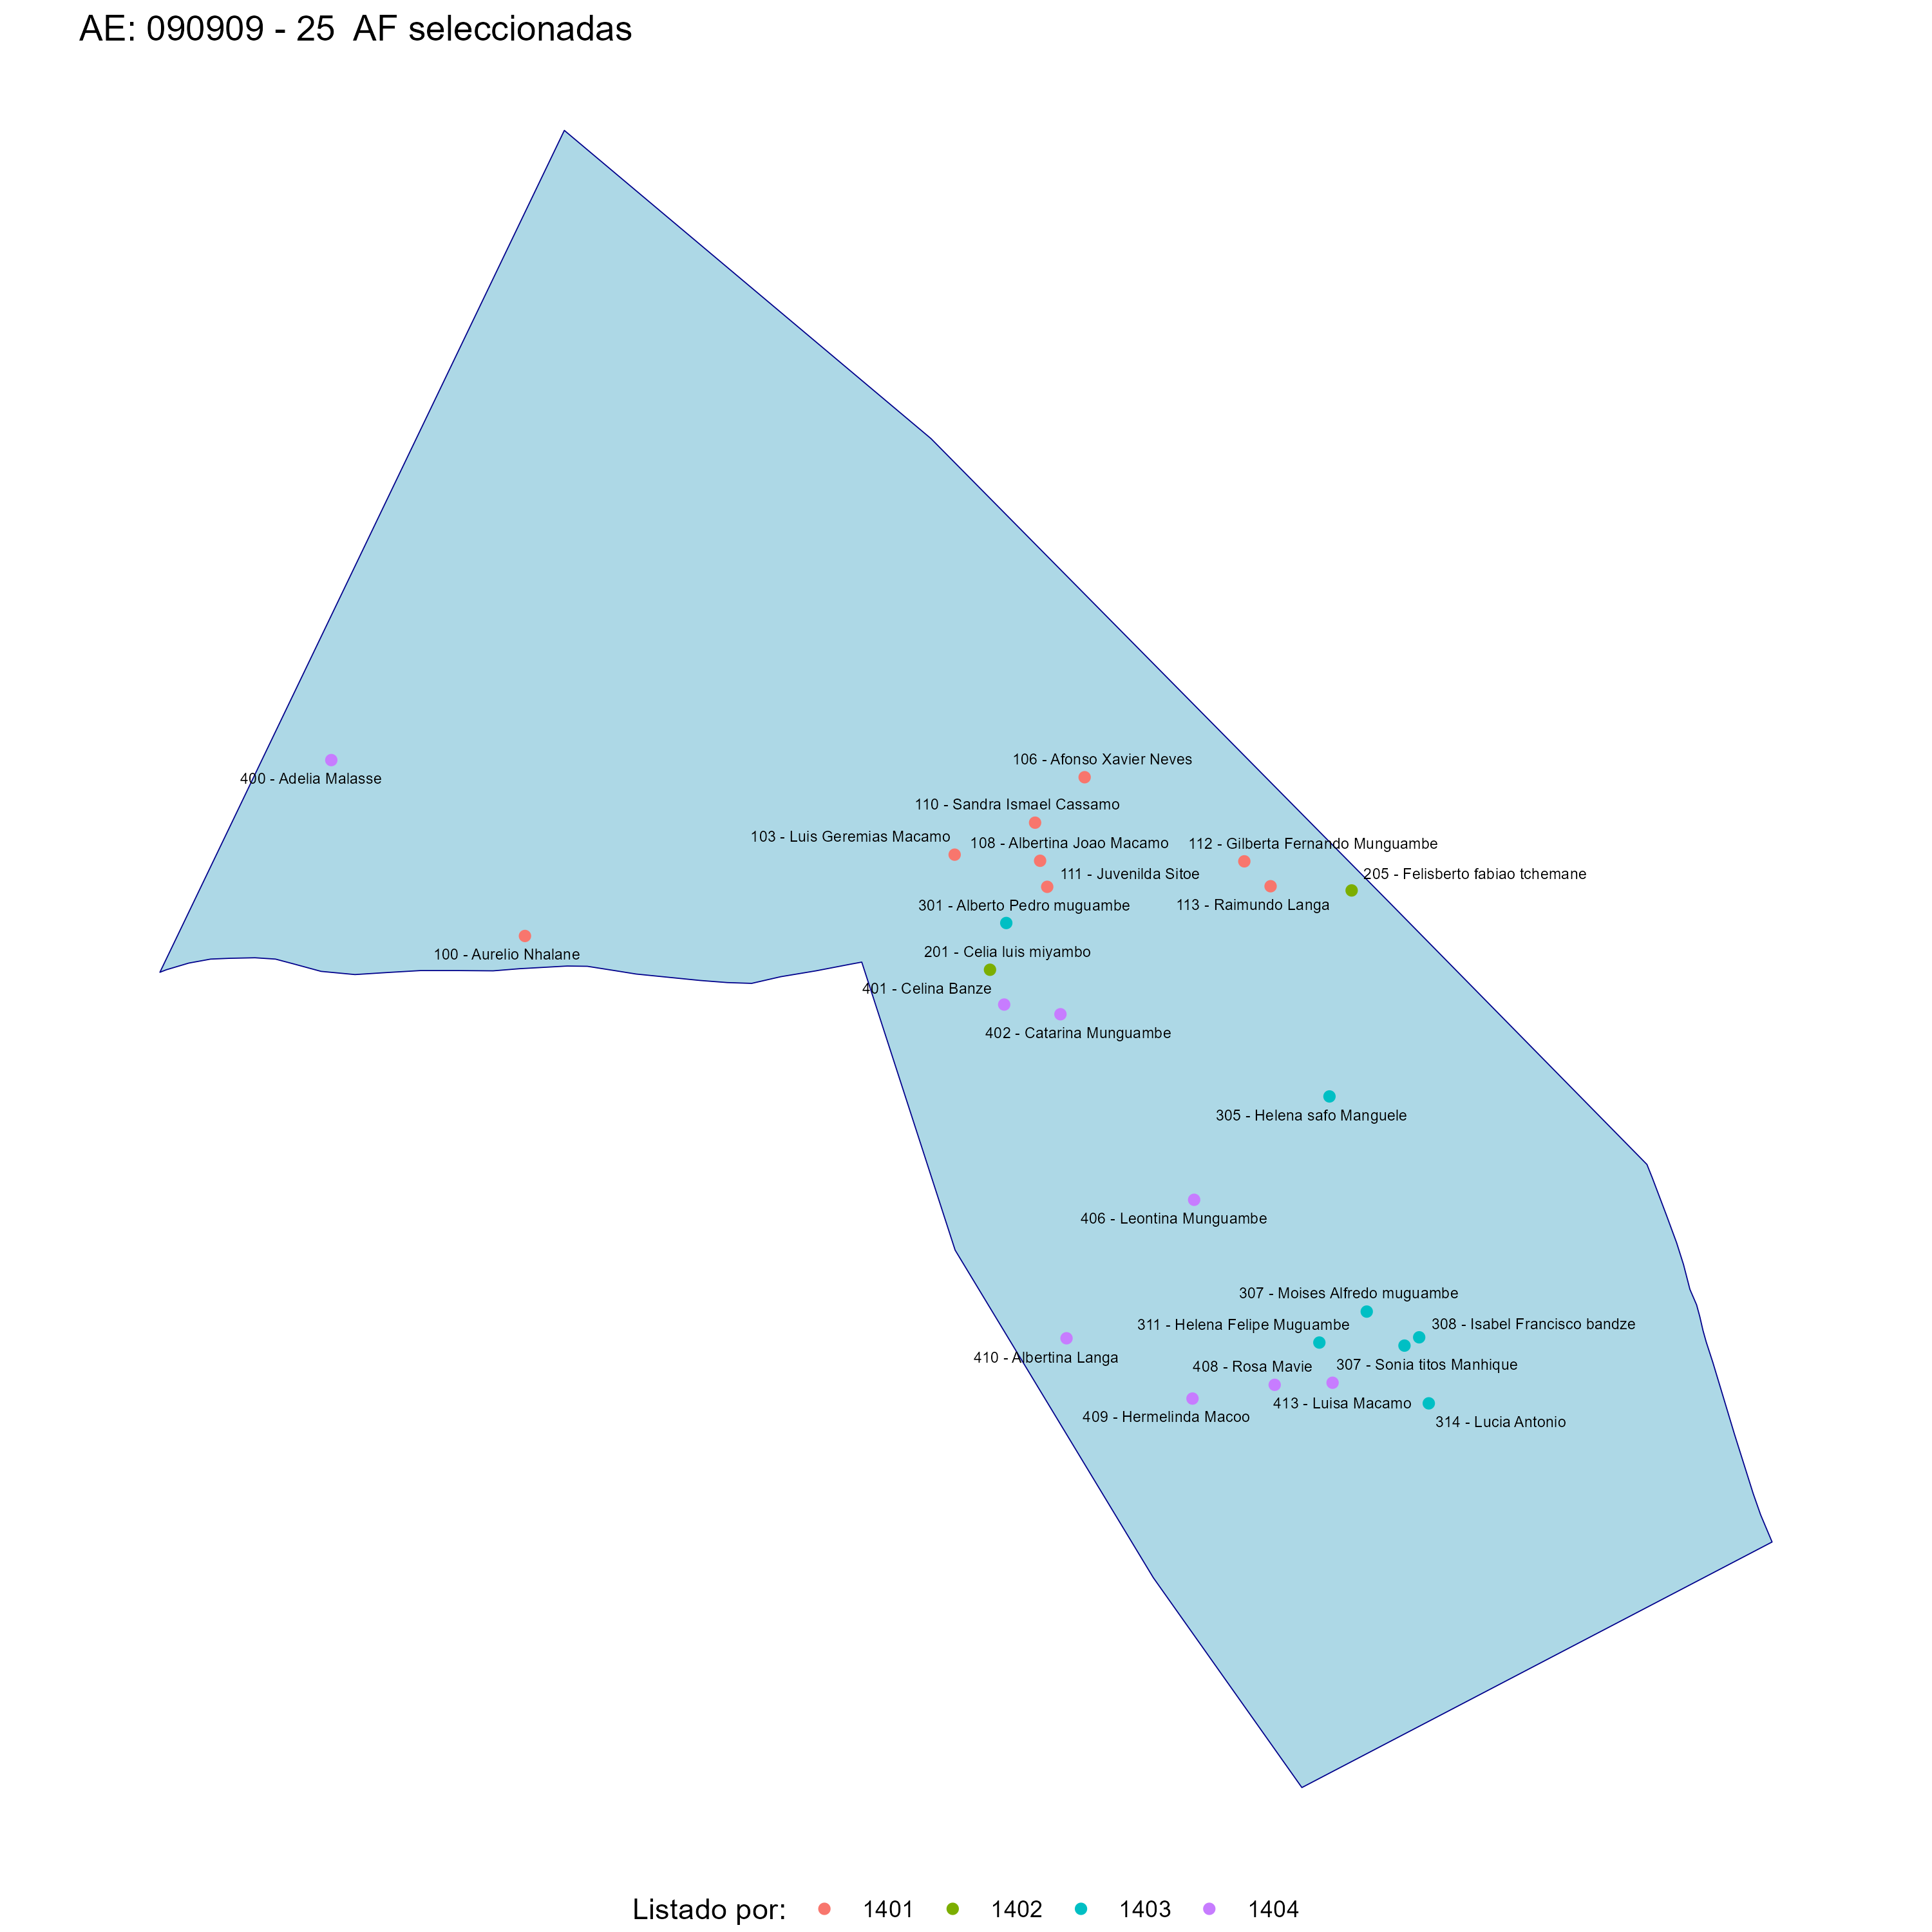 AE: 090909 - 25  AF seleccionadas
106 - Afonso Xavier Neves
400 - Adelia Malasse
110 - Sandra Ismael Cassamo
103 - Luis Geremias Macamo
108 - Albertina Joao Macamo
112 - Gilberta Fernando Munguambe
111 - Juvenilda Sitoe
205 - Felisberto fabiao tchemane
301 - Alberto Pedro muguambe
113 - Raimundo Langa
100 - Aurelio Nhalane
201 - Celia luis miyambo
401 - Celina Banze
402 - Catarina Munguambe
305 - Helena safo Manguele
406 - Leontina Munguambe
307 - Moises Alfredo muguambe
311 - Helena Felipe Muguambe
308 - Isabel Francisco bandze
410 - Albertina Langa
408 - Rosa Mavie
307 - Sonia titos Manhique
413 - Luisa Macamo
409 - Hermelinda Macoo
314 - Lucia Antonio
Listado por: 1401 1402 1403 1404